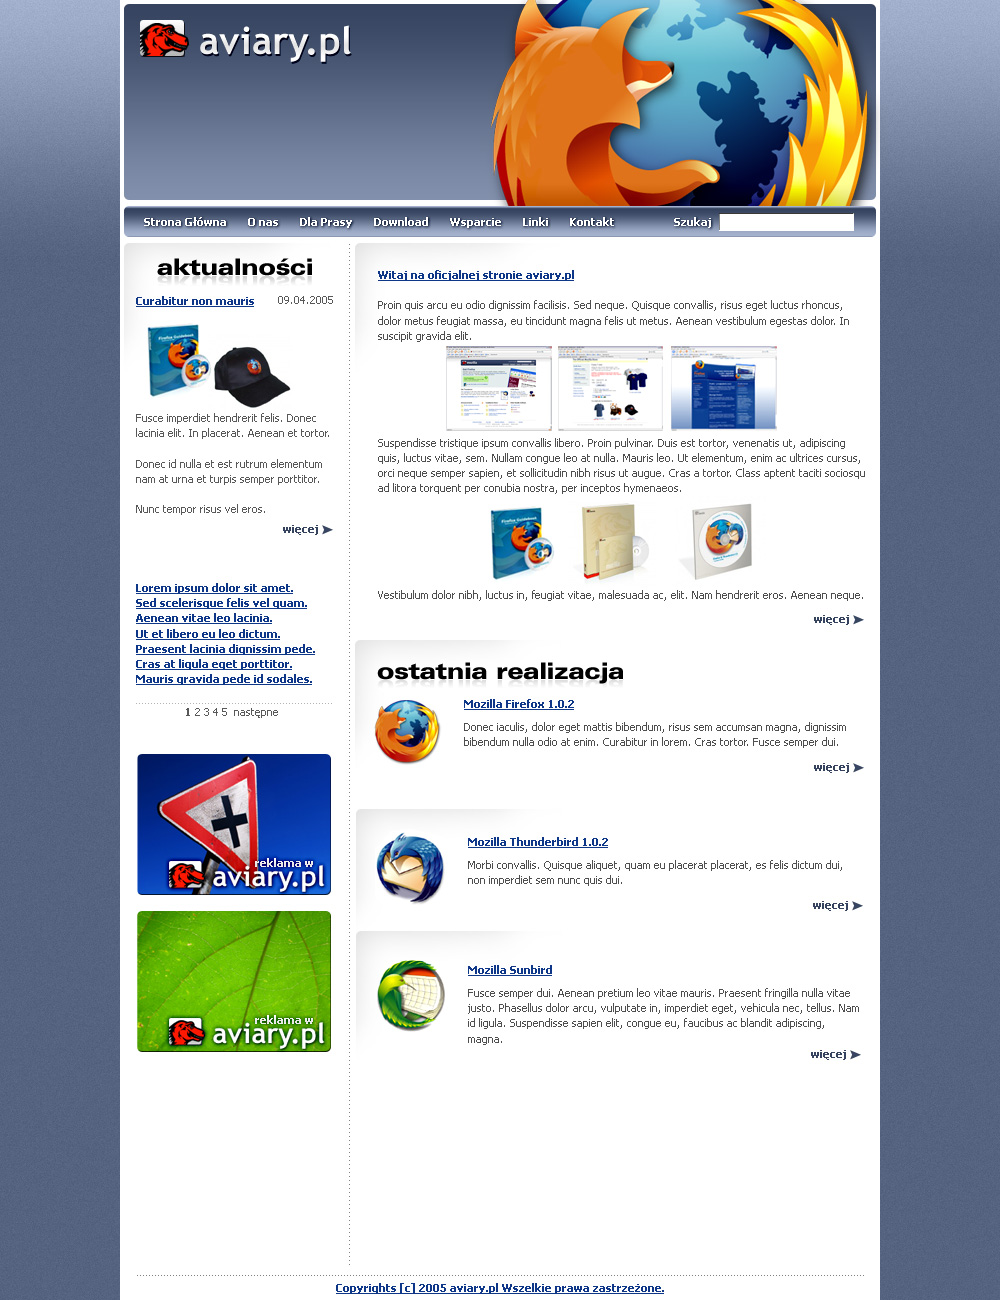 aviary.pl
Strona Główna O nas Dla Prasy Download Wsparcie Linki Kontakt Szukaj
aktualności
Curabitur non mauris 09.04.2005
Fusce imperdiet hendrerit felis. Donec
lacinia elit. In placerat. Aenean et tortor.
Donec id nulla et est rutrum elementum
nam at urna et turpis semper porttitor.
Nunc tempor risus vel eros.
więcej
Lorem ipsum dolor sit amet.
Sed scelerisque felis vel quam.
Aenean vitae leo lacinia.
Ut et libero eu leo dictum.
Praesent lacinia dignissim pede.
Cras at ligula eget porttitor.
Mauris gravida pede id sodales.
1 2 3 4 5 następne
reklama w
aviary.pl
reklama w
aviary.pl
Witaj na oficjalnej stronie aviary.pl
Proin quis arcu eu odio dignissim facilisis. Sed neque. Quisque convallis, risus eget luctus rhoncus,
dolor metus feugiat massa, eu tincidunt magna felis ut metus. Aenean vestibulum egestas dolor. In
suscipit gravida elit.
Suspendisse tristique ipsum convallis libero. Proin pulvinar. Duis est tortor, venenatis ut, adipiscing
quis, luctus vitae, sem. Nullam congue leo at nulla. Mauris leo. Ut elementum, enim ac ultrices cursus,
orci neque semper sapien, et sollicitudin nibh risus ut augue. Cras a tortor. Class aptent taciti sociosqu
ad litora torquent per conubia nostra, per inceptos hymenaeos.
Firefox Guidebook
Vestibulum dolor nibh, luctus in, feugiat vitae, malesuada ac, elit. Nam hendrerit eros. Aenean neque.
więcej
ostatnia realizacja
Mozilla Firefox 1.0.2
Donec iaculis, dolor eget mattis bibendum, risus sem accumsan magna, dignissim
bibendum nulla odio at enim. Curabitur in lorem. Cras tortor. Fusce semper dui.
więcej
Mozilla Thunderbird 1.0.2
Morbi convallis. Quisque aliquet, quam eu placerat placerat, es felis dictum dui,
non imperdiet sem nunc quis dui.
więcej
Mozilla Sunbird
Fusce semper dui. Aenean pretium leo vitae mauris. Praesent fringilla nulla vitae
justo. Phasellus dolor arcu, vulputate in, imperdiet eget, vehicula nec, tellus. Nam
id ligula. Suspendisse sapien elit, congue eu, faucibus ac blandit adipiscing,
magna.
więcej
Copyrights [c] 2005 aviary.pl Wszelkie prawa zastrzeżone.